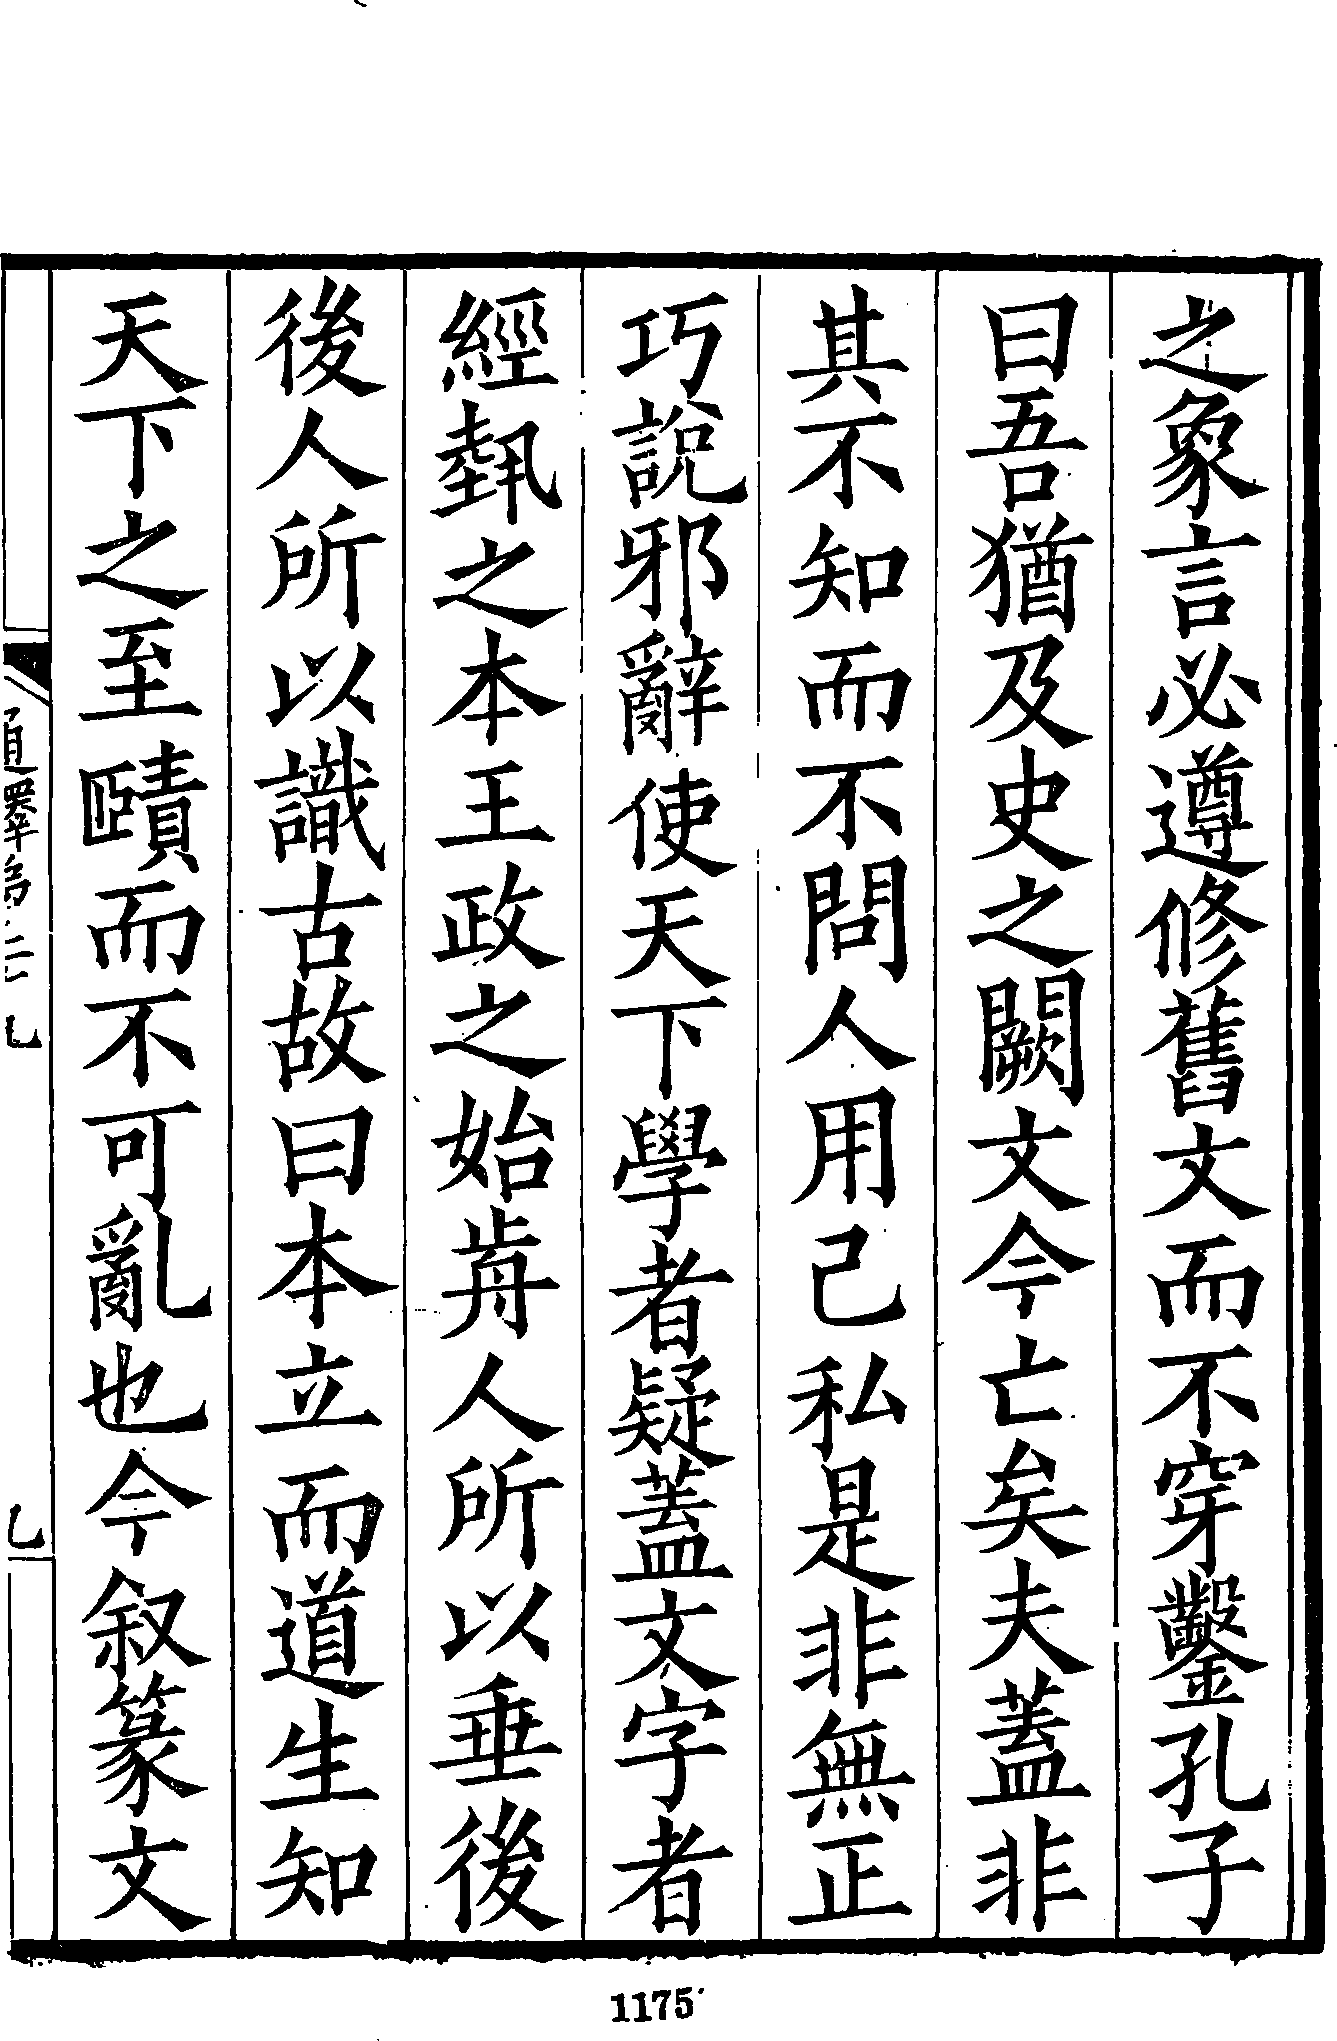 之象言必遵修舊文而不穿鑿孔子
曰吾猶及史之闕文今亡矣夫蓋非
其不知而不問人用己私是非無正
巧說邪辭使天下學者疑蓋文字者
經埶之本王政之始歬人所以垂後
後人所以識古故曰本立而道生知
天下之至賾而不可亂也今叙篆文
乙
1175